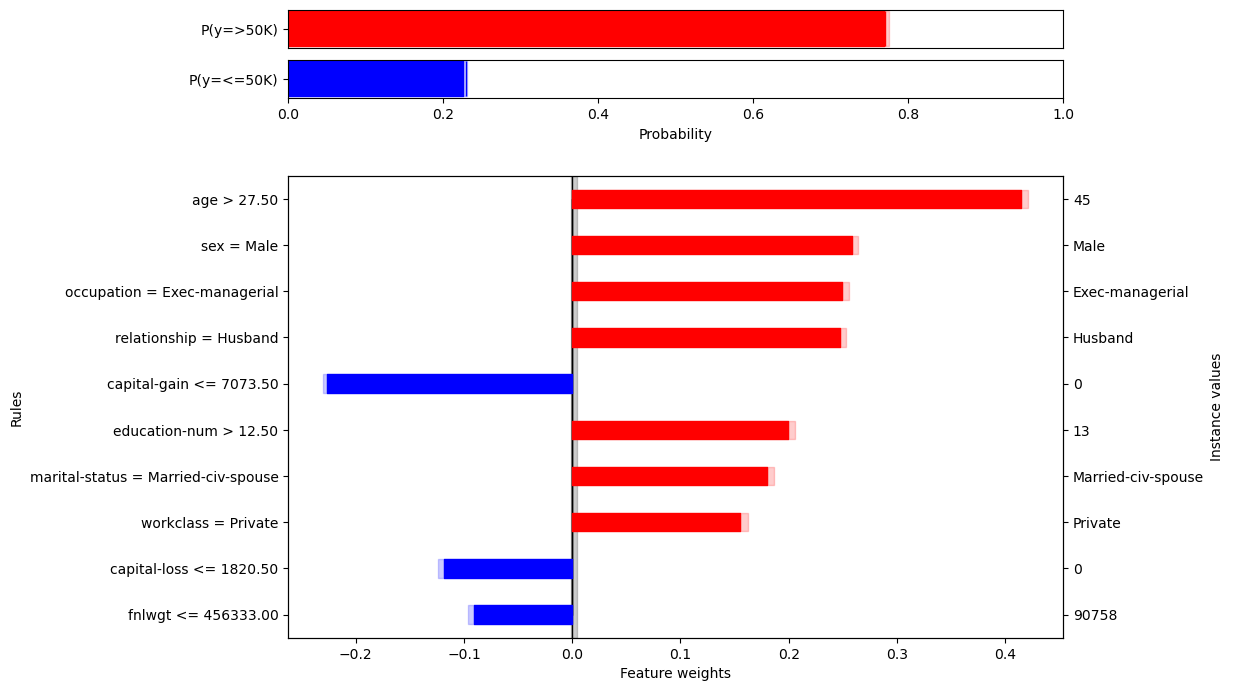 P(y=>50K)
P(y=<=50K)
0.0 0.2 0.4 0.6 0.8 1.0
Probability
age > 27.50 45
sex = Male Male
occupation = Exec-managerial Exec-managerial
relationship = Husband Husband
capital-gain <= 7073.50 0
education-num > 12.50 13
marital-status = Married-civ-spouse Married-civ-spouse
workclass = Private Private
capital-loss <= 1820.50 0
fnlwgt <= 456333.00 90758
Rules
Instance values
−0.2 −0.1 0.0 0.1 0.2 0.3 0.4
Feature weights